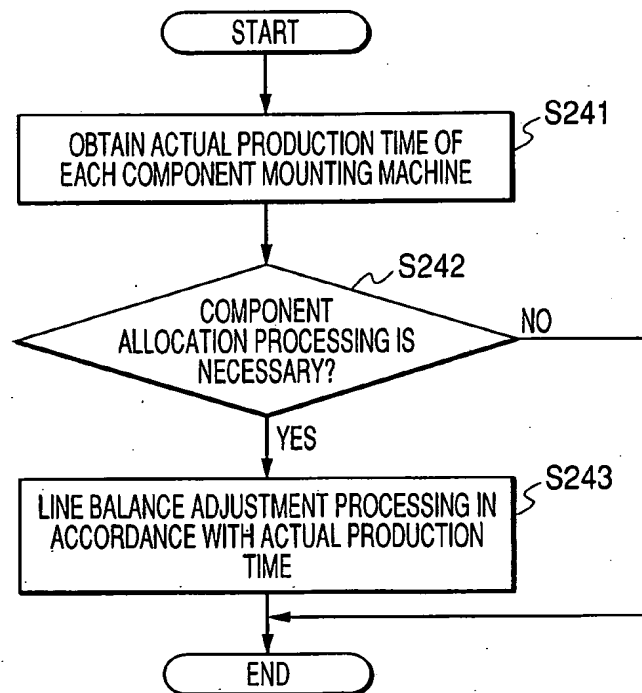 START
S241
OBTAIN ACTUAL PRODUCTION TIME OF
EACH COMPONENT MOUNTING MACHINE
S242
COMPONENT
ALLOCATION PROCESSING IS
NECESSARY?
NO
YES
S243
LINE BALANCE ADJUSTMENT PROCESSING IN
ACCORDANCE WITH ACTUAL PRODUCTION
TIME
END